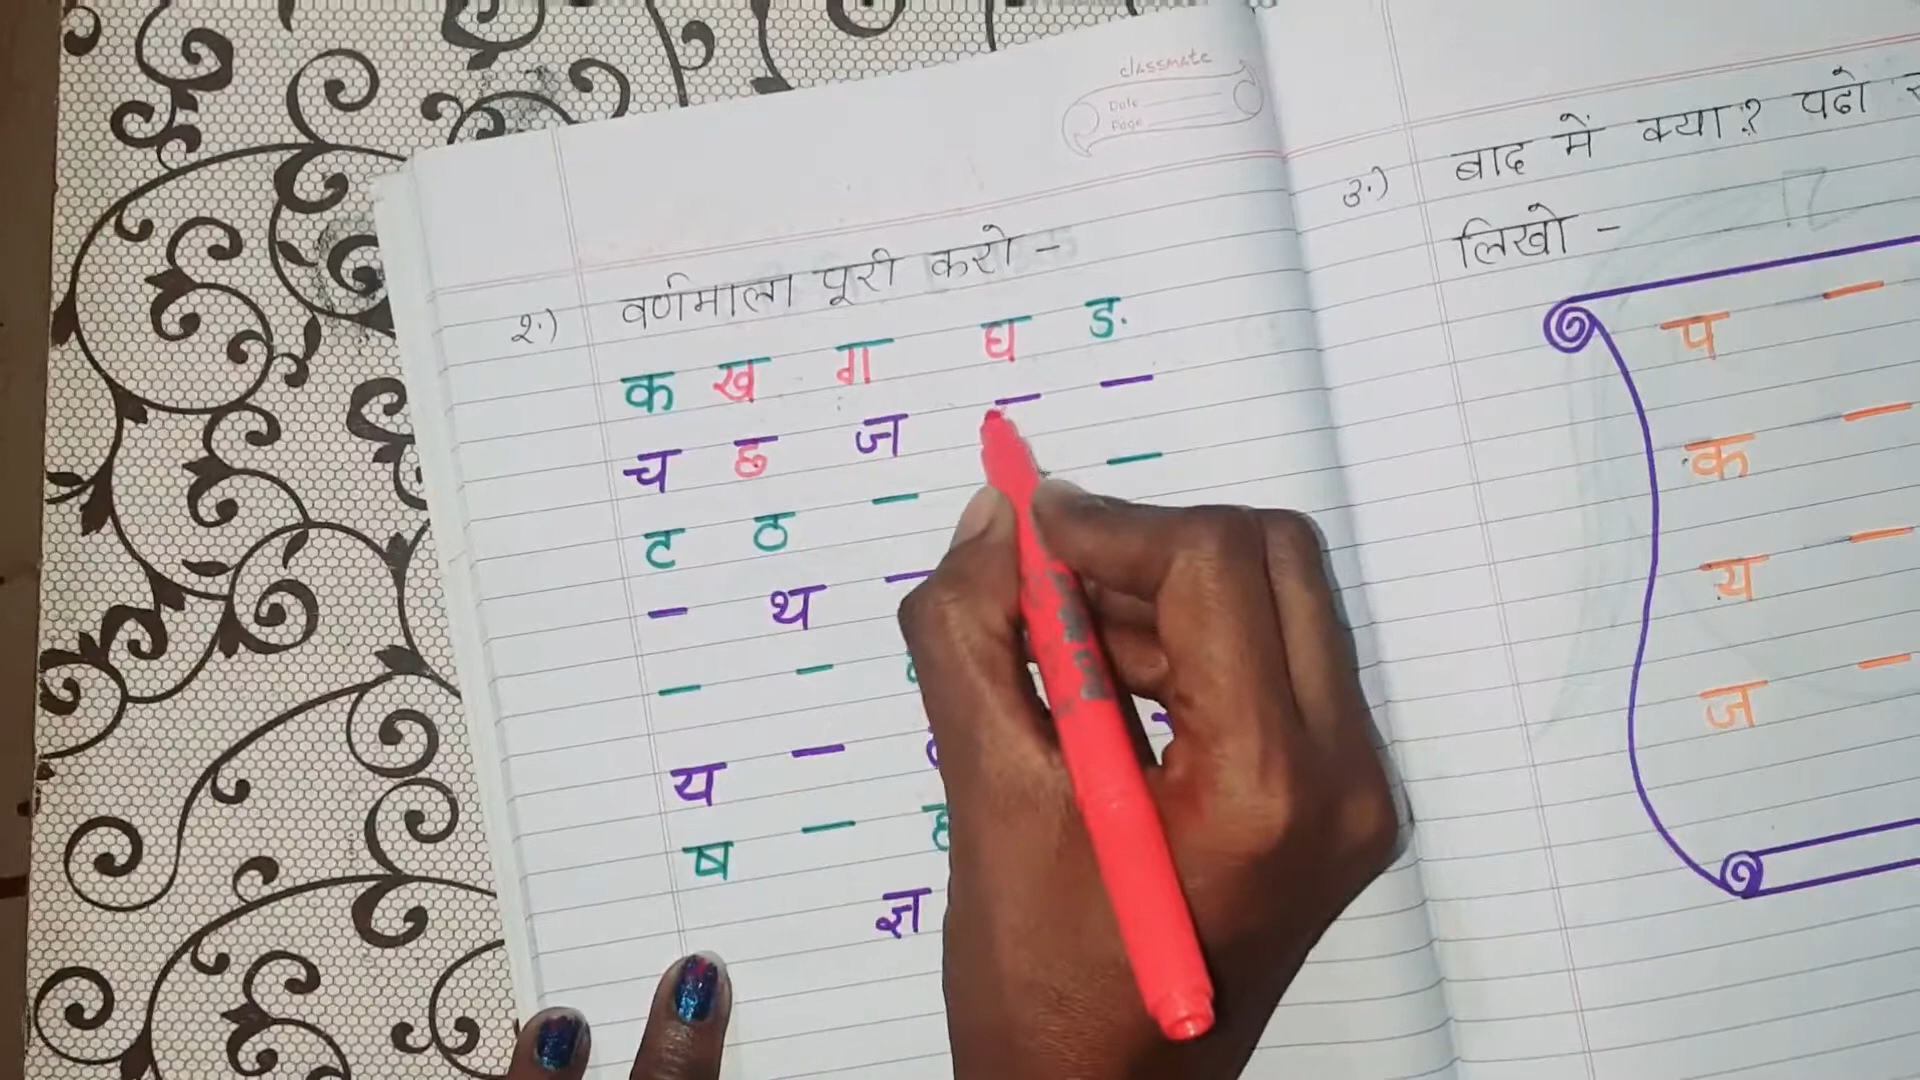 classmate
Date
Page
२.) वर्णमाला पूरी करो -
क ख ग घ ङ
च छ ज _ _
ट ठ _ _
_ थ _
_ _
य _
ष _ ह
ज्ञ
३.) बाद में क्या? पढो
लिखो -
प _
क _
य _
ज _